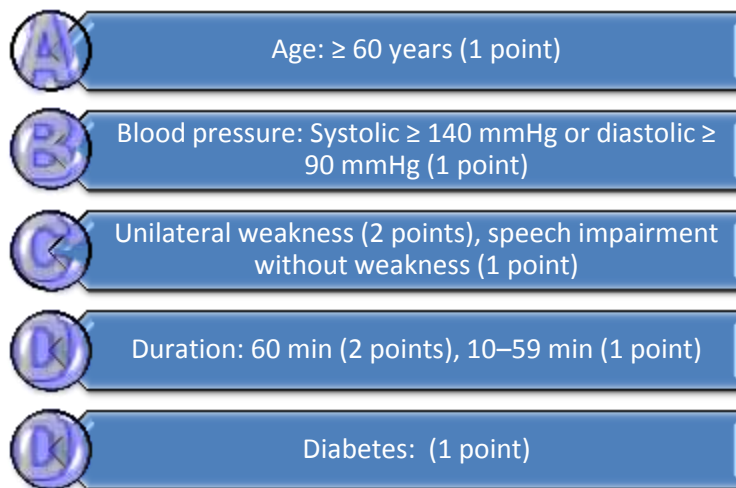 A
Age: ≥ 60 years (1 point)
B
Blood pressure: Systolic ≥ 140 mmHg or diastolic ≥
90 mmHg (1 point)
C
Unilateral weakness (2 points), speech impairment
without weakness (1 point)
D
Duration: 60 min (2 points), 10–59 min (1 point)
D
Diabetes:  (1 point)